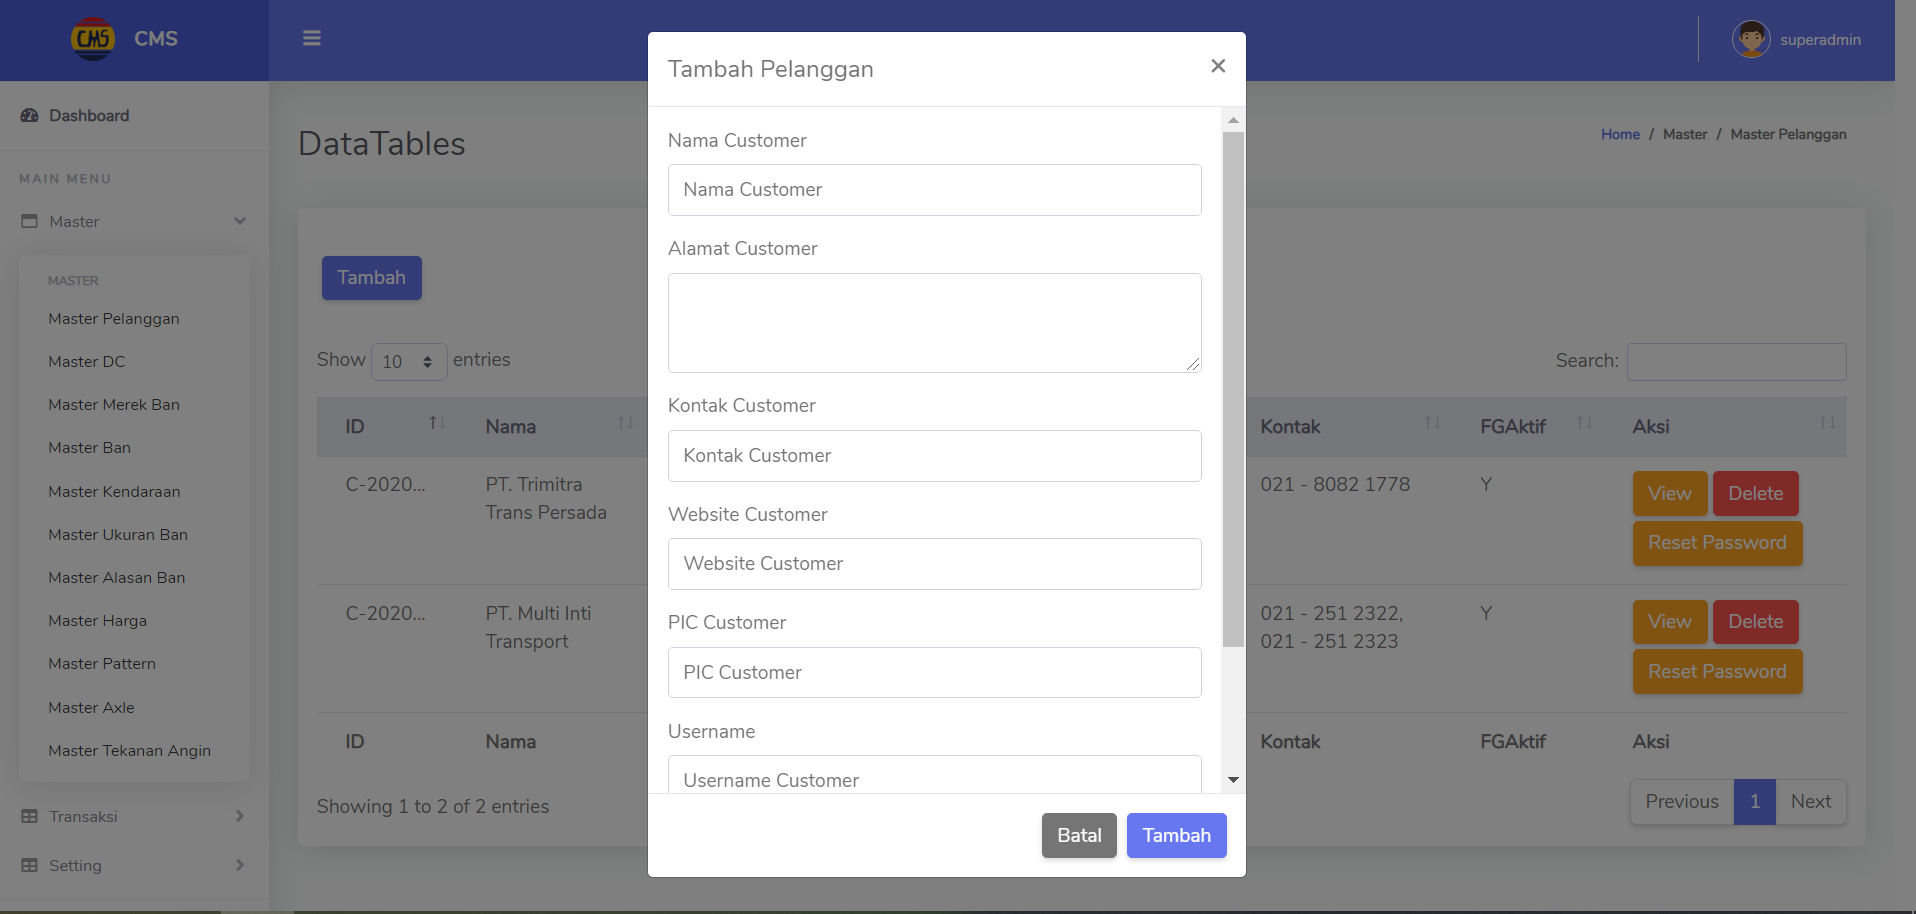 CMS
CMS
superadmin
Dashboard
MAIN MENU
Master
MASTER
Master Pelanggan
Master DC
Master Merek Ban
Master Ban
Master Kendaraan
Master Ukuran Ban
Master Alasan Ban
Master Harga
Master Pattern
Master Axle
Master Tekanan Angin
Transaksi
Setting
DataTables
Home / Master / Master Pelanggan
Tambah
Show 10 entries
Search:
ID Nama Kontak FGAktif Aksi
C-2020... PT. Trimitra 021 - 8082 1778 Y View Delete
Trans Persada
Reset Password
C-2020... PT. Multi Inti 021 - 251 2322, Y View Delete
Transport 021 - 251 2323
Reset Password
ID Nama Kontak FGAktif Aksi
Showing 1 to 2 of 2 entries
Previous 1 Next
Tambah Pelanggan ×
Nama Customer
Nama Customer
Alamat Customer
Kontak Customer
Kontak Customer
Website Customer
Website Customer
PIC Customer
PIC Customer
Username
Username Customer
Batal Tambah